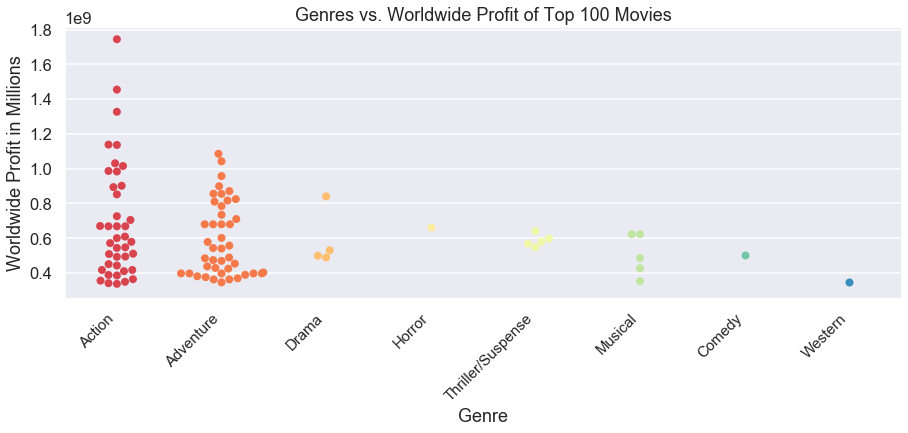 Genres vs. Worldwide Profit of Top 100 Movies
1e9
1.8
1.6
1.4
1.2
1.0
0.8
0.6
0.4
Worldwide Profit in Millions
Action
Adventure
Drama
Horror
Thriller/Suspense
Musical
Comedy
Western
Genre